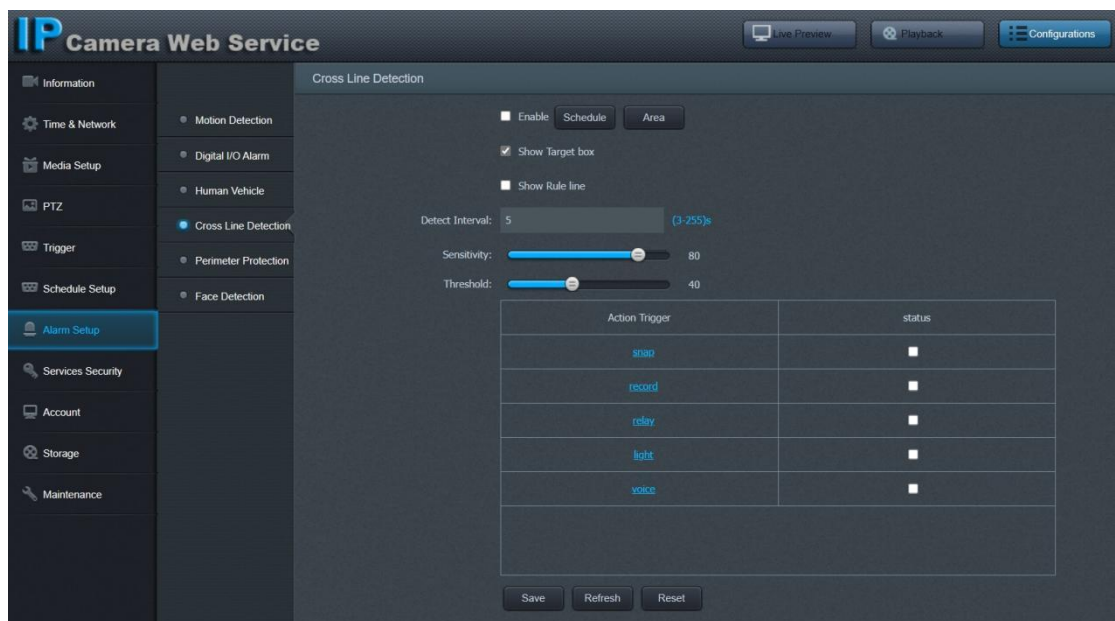 IP Camera Web Service
Live Preview
Playback
Configurations
Information
Time & Network
Media Setup
PTZ
Trigger
Schedule Setup
Alarm Setup
Services Security
Account
Storage
Maintenance
Motion Detection
Digital I/O Alarm
Human Vehicle
Cross Line Detection
Perimeter Protection
Face Detection
Cross Line Detection
Enable Schedule Area
Show Target box
Show Rule line
Detect Interval: 5 (3-255)s
Sensitivity: 80
Threshold: 40
Action Trigger status
snap
record
relay
light
voice
Save Refresh Reset